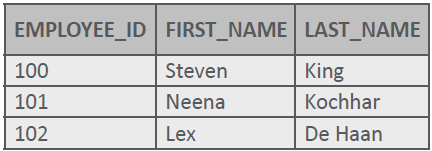 EMPLOYEE_ID FIRST_NAME LAST_NAME
100 Steven King
101 Neena Kochhar
102 Lex De Haan